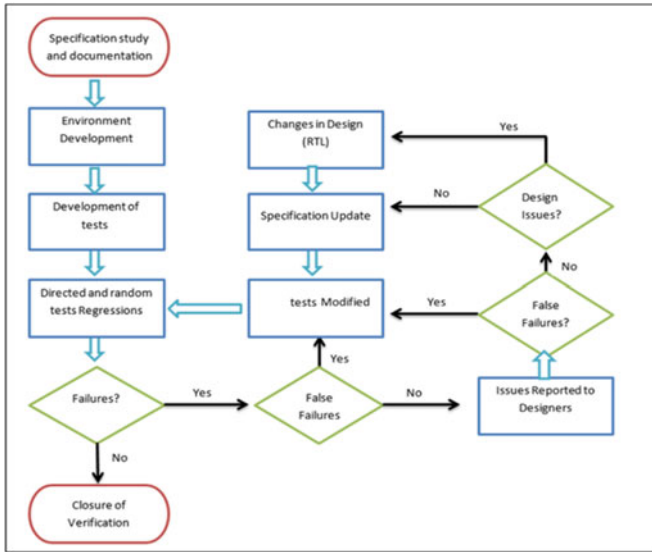 Specification study
and documentation
Environment
Development
Development of
tests
Directed and random
tests Regressions
Failures?
Yes
No
Closure of
Verification
False
Failures
Yes
No
Issues Reported to
Designers
False
Failures?
Yes
No
Design
Issues?
Yes
No
Changes in Design
(RTL)
Specification Update
tests Modified